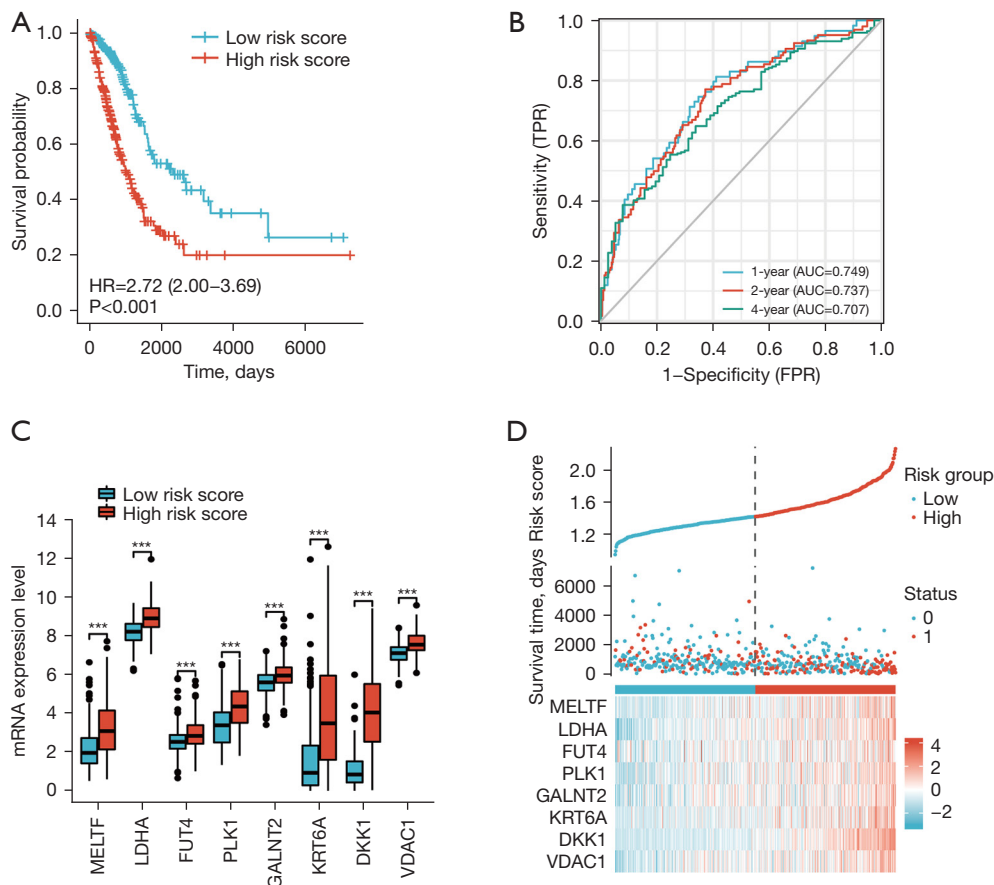 A
Low risk score
High risk score
1.0
0.8
0.6
0.4
0.2
0.0
Survival probability
HR=2.72 (2.00–3.69)
P<0.001
0 2000 4000 6000
Time, days
B
1.0
0.8
0.6
0.4
0.2
0.0
Sensitivity (TPR)
1-year (AUC=0.749)
2-year (AUC=0.737)
4-year (AUC=0.707)
0.0 0.2 0.4 0.6 0.8 1.0
1–Specificity (FPR)
C
Low risk score
High risk score
14
12
10
8
6
4
2
0
mRNA expression level
*** *** *** *** *** *** *** ***
MELTF LDHA FUT4 PLK1 GALNT2 KRT6A DKK1 VDAC1
D
Risk score
2.0
1.6
1.2
Risk group
Low
High
Survival time, days
6000
4000
2000
0
Status
0
1
MELTF
LDHA
FUT4
PLK1
GALNT2
KRT6A
DKK1
VDAC1
4
2
0
−2